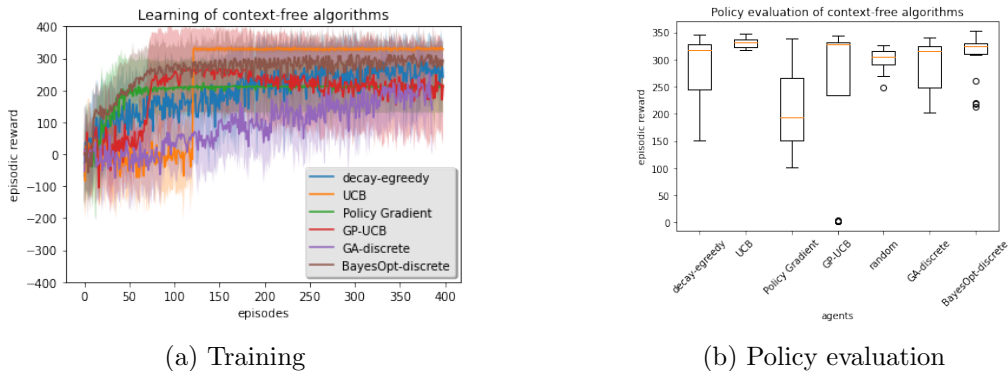 Learning of context-free algorithms
400
300
200
100
0
−100
−200
−300
−400
episodic reward
decay-egreedy
UCB
Policy Gradient
GP-UCB
GA-discrete
BayesOpt-discrete
0 50 100 150 200 250 300 350 400
episodes
(a) Training
Policy evaluation of context-free algorithms
350
300
250
200
150
100
50
0
episodic reward
decay-egreedy
UCB
Policy Gradient
GP-UCB
random
GA-discrete
BayesOpt-discrete
agents
(b) Policy evaluation